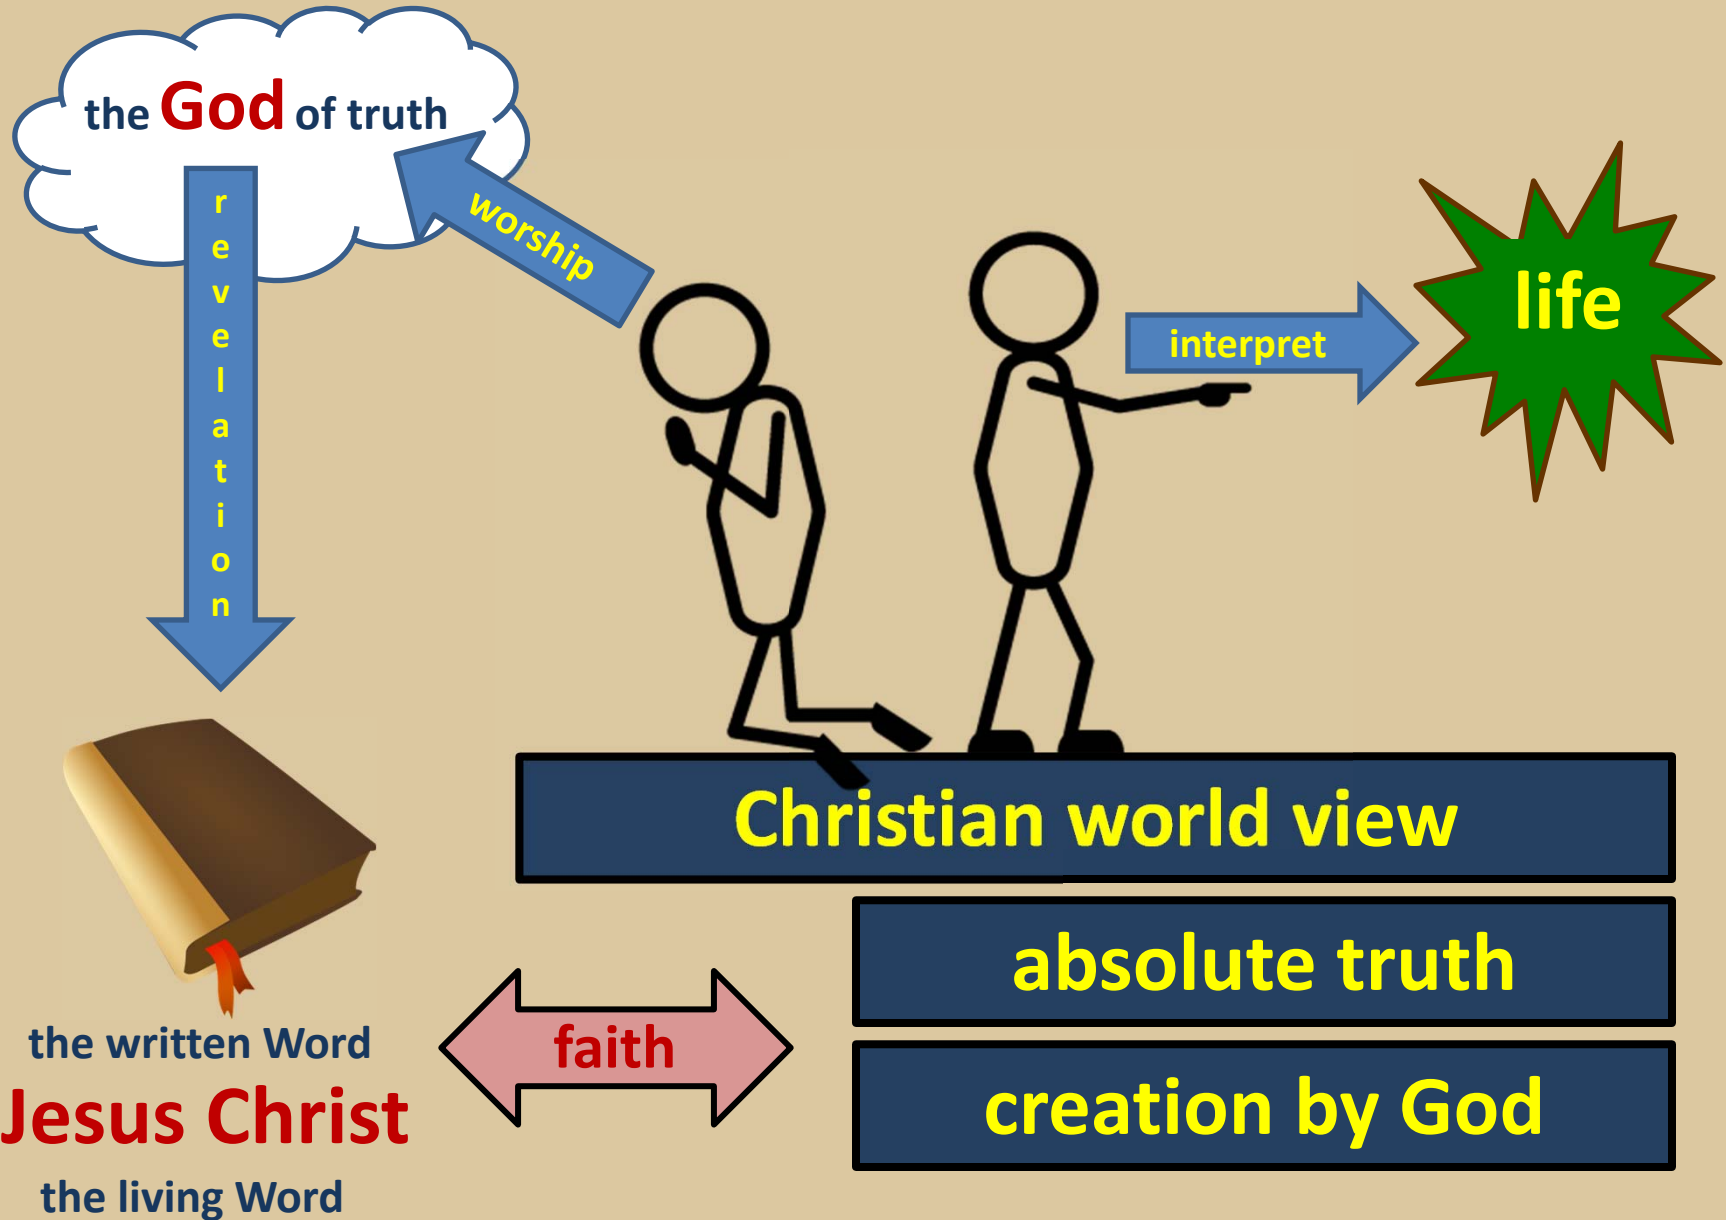 the God of truth
revelation
worship
interpret
life
Christian world view
absolute truth
faith
creation by God
the written Word
Jesus Christ
the living Word